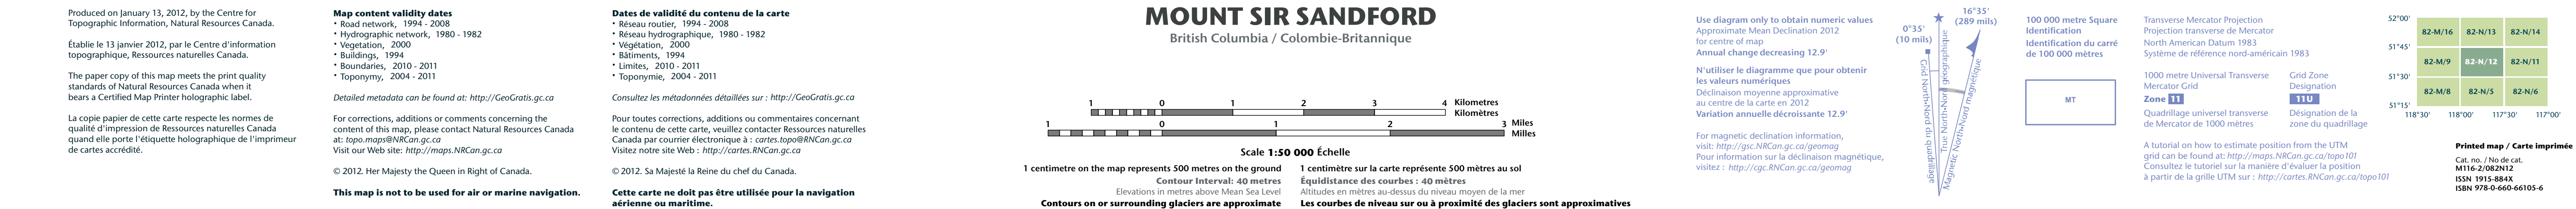 Produced on January 13, 2012, by the Centre for
Topographic Information, Natural Resources Canada.
Établie le 13 janvier 2012, par le Centre d'information
topographique, Ressources naturelles Canada.
The paper copy of this map meets the print quality
standards of Natural Resources Canada when it
bears a Certified Map Printer holographic label.
La copie papier de cette carte respecte les normes de
qualité d'impression de Ressources naturelles Canada
quand elle porte l'étiquette holographique de l'imprimeur
de cartes accrédité.
Map content validity dates
• Road network, 1994 - 2008
• Hydrographic network, 1980 - 1982
• Vegetation, 2000
• Buildings, 1994
• Boundaries, 2010 - 2011
• Toponymy, 2004 - 2011
Detailed metadata can be found at: http://GeoGratis.gc.ca
For corrections, additions or comments concerning the
content of this map, please contact Natural Resources Canada
at: topo.maps@NRCan.gc.ca
Visit our Web site: http://maps.NRCan.gc.ca
© 2012. Her Majesty the Queen in Right of Canada.
This map is not to be used for air or marine navigation.
Dates de validité du contenu de la carte
• Réseau routier, 1994 - 2008
• Réseau hydrographique, 1980 - 1982
• Végétation, 2000
• Bâtiments, 1994
• Limites, 2010 - 2011
• Toponymie, 2004 - 2011
Consultez les métadonnées détaillées sur : http://GeoGratis.gc.ca
Pour toutes corrections, additions ou commentaires concernant
le contenu de cette carte, veuillez contacter Ressources naturelles
Canada par courrier électronique à : cartes.topo@RNCan.gc.ca
Visitez notre site Web : http://cartes.RNCan.gc.ca
© 2012. Sa Majesté la Reine du chef du Canada.
Cette carte ne doit pas être utilisée pour la navigation
aérienne ou maritime.
MOUNT SIR SANDFORD
British Columbia / Colombie-Britannique
1 0 1 2 3 4 Kilometres
Kilomètres
1 0 1 2 3 Miles
Milles
Scale 1:50 000 Échelle
1 centimetre on the map represents 500 metres on the ground
Contour Interval: 40 metres
Elevations in metres above Mean Sea Level
Contours on or surrounding glaciers are approximate
1 centimètre sur la carte représente 500 mètres au sol
Équidistance des courbes : 40 mètres
Altitudes en mètres au-dessus du niveau moyen de la mer
Les courbes de niveau sur ou à proximité des glaciers sont approximatives
Use diagram only to obtain numeric values
Approximate Mean Declination 2012
for centre of map
Annual change decreasing 12.9'
N'utiliser le diagramme que pour obtenir
les valeurs numériques
Déclinaison moyenne approximative
au centre de la carte en 2012
Variation annuelle décroissante 12.9'
For magnetic declination information,
visit: http://gsc.NRCan.gc.ca/geomag
Pour information sur la déclinaison magnétique,
visitez : http://cgc.RNCan.gc.ca/geomag
0°35'
(10 mils)
16°35'
(289 mils)
Grid North•Nord du quadrillage
True North•Nord géographique
Magnetic North•Nord magnétique
100 000 metre Square
Identification
Identification du carré
de 100 000 mètres
MT
Transverse Mercator Projection
Projection transverse de Mercator
North American Datum 1983
Système de référence nord-américain 1983
1000 metre Universal Transverse
Mercator Grid
Zone 11
Quadrillage universel transverse
de Mercator de 1000 mètres
Grid Zone
Designation
11U
Désignation de la
zone du quadrillage
A tutorial on how to estimate position from the UTM
grid can be found at: http://maps.NRCan.gc.ca/topo101
Consultez le tutoriel sur la manière d'évaluer la position
à partir de la grille UTM sur : http://cartes.RNCan.gc.ca/topo101
52°00'
82-M/16 82-N/13 82-N/14
51°45'
82-M/9 82-N/12 82-N/11
51°30'
82-M/8 82-N/5 82-N/6
51°15'
118°30' 118°00' 117°30' 117°00'
Printed map / Carte imprimée
Cat. no. / No de cat.
M116-2/082N12
ISSN 1915-884X
ISBN 978-0-660-66105-6